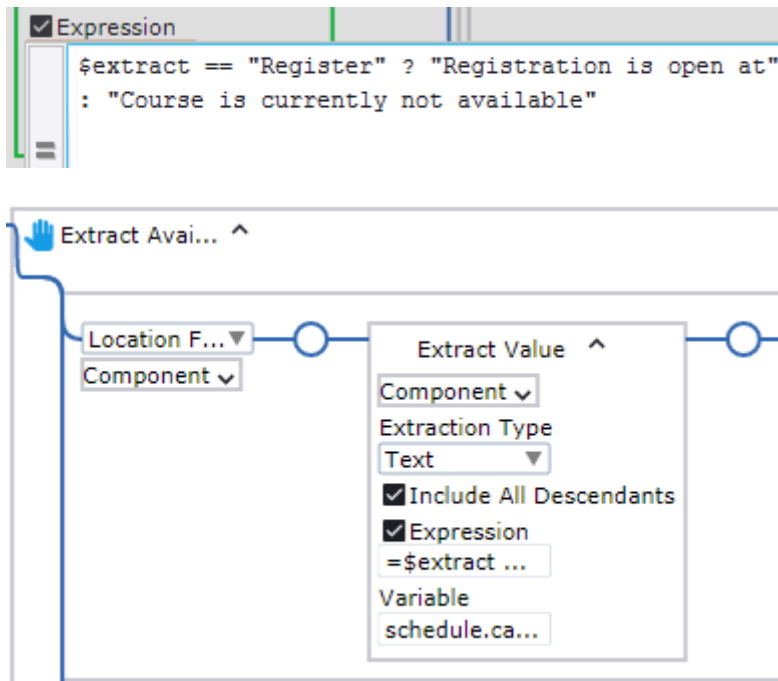 Expression
$extract == "Register" ? "Registration is open at"
: "Course is currently not available"
=
Extract Avai...
Location F...
Component
Extract Value
Component
Extraction Type
Text
Include All Descendants
Expression
=$extract ...
Variable
schedule.ca...